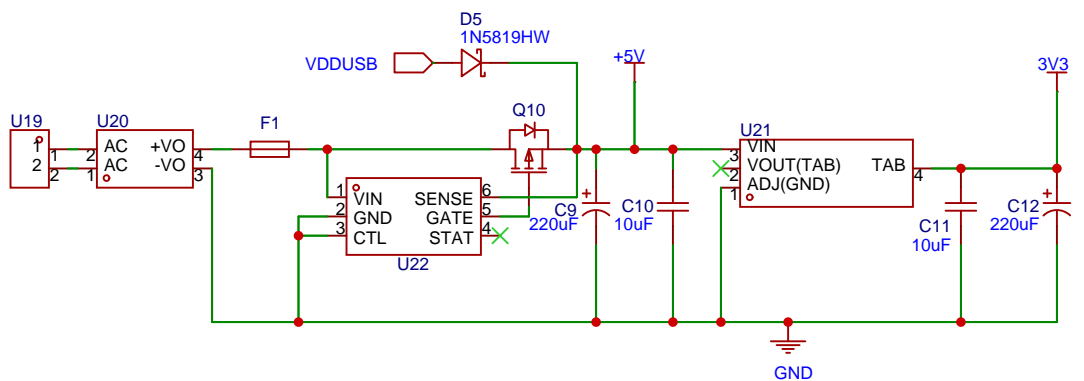 D5
1N5819HW
VDDUSB
+5V
3V3
Q10
U19
U20
F1
U21
1
1
2
AC
+VO
4
2
2
1
AC
-VO
3
VIN
3
VOUT(TAB)
TAB
4
2
ADJ(GND)
1
1
VIN
SENSE
6
2
GND
GATE
5
3
CTL
STAT
4
U22
C9
220uF
C10
10uF
C11
10uF
C12
220uF
+
+
GND